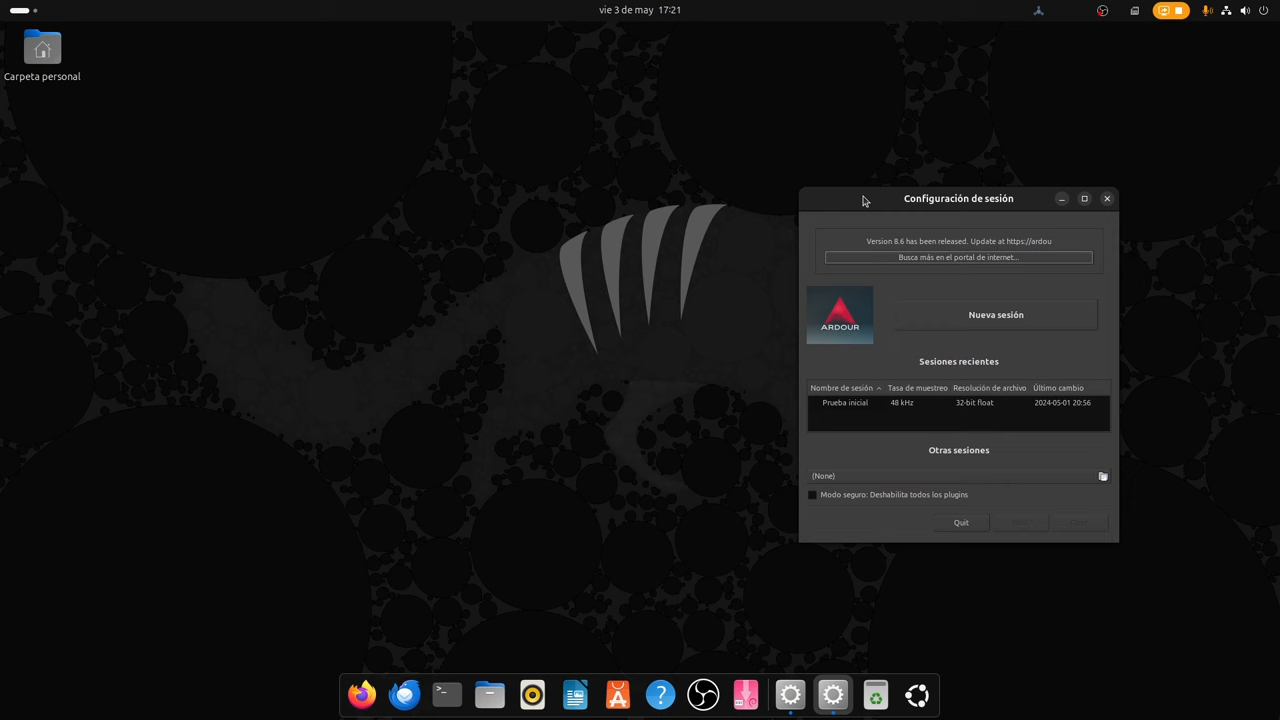 vie 3 de may 17:21
Carpeta personal
Configuración de sesión
Version 8.6 has been released. Update at https://ardou
Busca más en el portal de internet...
ARDOUR
Nueva sesión
Sesiones recientes
Nombre de sesión Tasa de muestreo Resolución de archivo Último cambio
Prueba inicial 48 kHz 32-bit float 2024-05-01 20:56
Otras sesiones
(None)
Modo seguro: Deshabilita todos los plugins
Quit